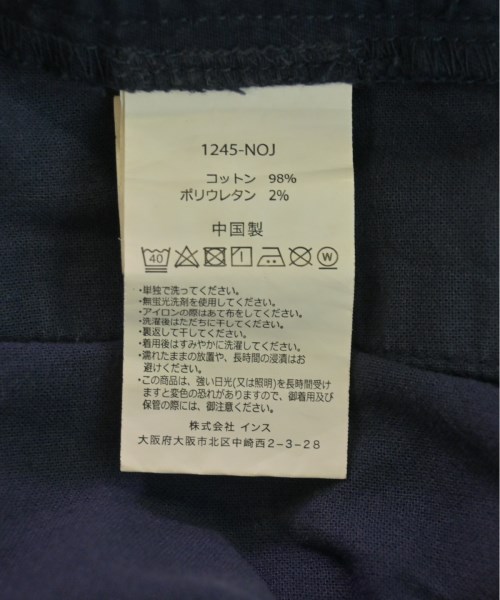 1245-NOJ
コットン 98%
ポリウレタン 2%
中国製
40 W
・単独で洗ってください。
・無蛍光洗剤を使用してください。
・アイロンの際はあて布をしてください。
・洗濯後はただちに干してください。
・裏返して干してください。
・着用後はすみやかに洗濯してください。
・濡れたままの放置や、長時間の浸漬はお
避けください。
・この商品は、強い日光(又は照明)を長時間受け
ますと変色の恐れがありますので、御着用及び
保管の際には、御注意ください。
株式会社 インス
大阪府大阪市北区中崎西2-3-28